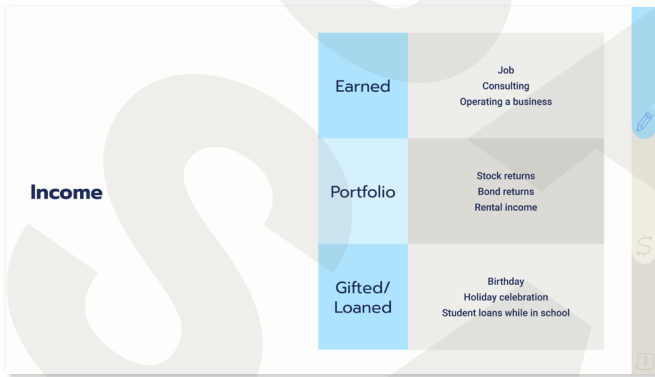 Income
Earned
Job
Consulting
Operating a business
Portfolio
Stock returns
Bond returns
Rental income
Gifted/
Loaned
Birthday
Holiday celebration
Student loans while in school